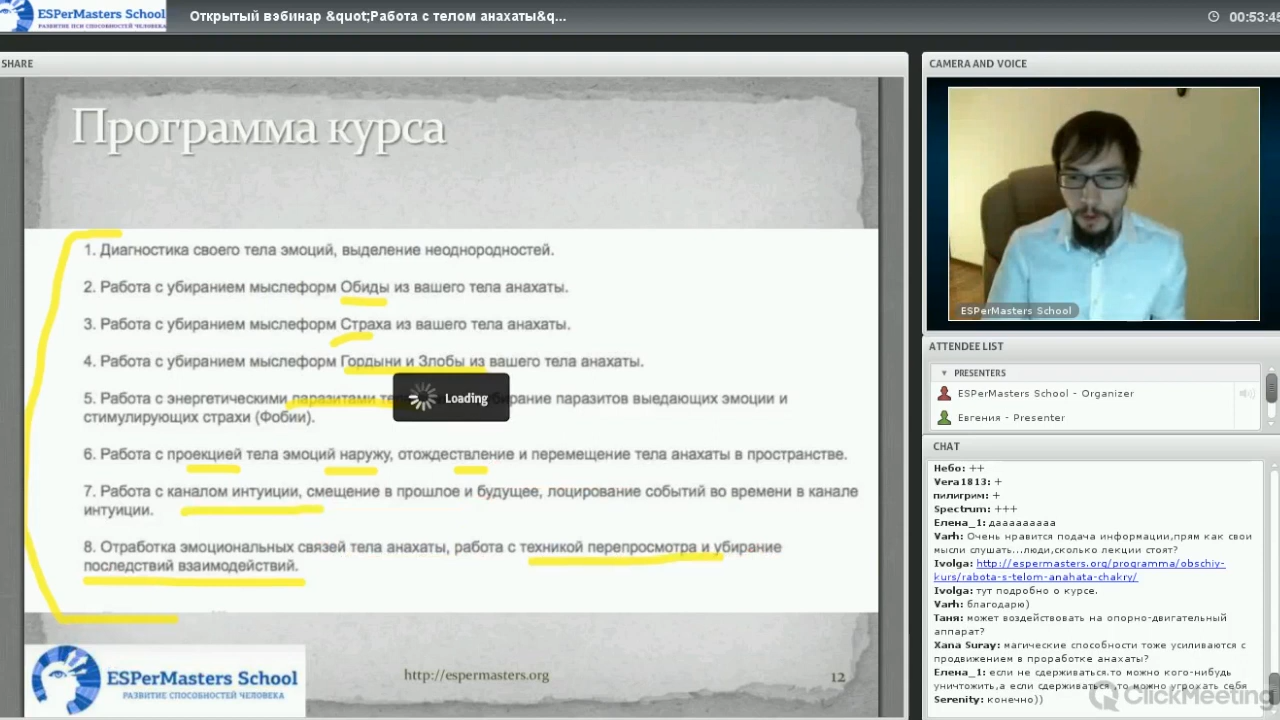 ESPerMasters School
РАЗВИТИЕ ПСИ СПОСОБНОСТЕЙ ЧЕЛОВЕКА
Открытый вэбинар &quot;Работа с телом анахаты&q...
00:53:45
SHARE
Программа курса
1. Диагностика своего тела эмоций, выделение неоднородностей.
2. Работа с убиранием мыслеформ Обиды из вашего тела анахаты.
3. Работа с убиранием мыслеформ Страха из вашего тела анахаты.
4. Работа с убиранием мыслеформ Гордыни и Злобы из вашего тела анахаты.
5. Работа с энергетическими паразитами паразитов выедающих эмоции и
стимулирующих страхи (Фобии).
Loading
6. Работа с проекцией тела эмоций наружу, отождествление и перемещение тела анахаты в пространстве.
7. Работа с каналом интуиции, смещение в прошлое и будущее, лоцирование событий во времени в канале
интуиции.
8. Отработка эмоциональных связей тела анахаты, работа с техникой перепросмотра и убирание
последствий взаимодействий.
ESPerMasters School
РАЗВИТИЕ СПОСОБНОСТЕЙ ЧЕЛОВЕКА
http://espermasters.org
12
CAMERA AND VOICE
ESPerMasters School
ATTENDEE LIST
PRESENTERS
ESPerMasters School - Organizer
Евгения - Presenter
CHAT
Небо: ++
Vera1813: +
пилигрим: +
Spectrum: +++
Елена_1: дааааааааа
Varh: Очень нравится подача информации,прям как свои
мысли слушать...люди,сколько лекции стоят?
Ivolga: http://espermasters.org/programma/obschiy-
kurs/rabota-s-telom-anahata-chakry/
Ivolga: тут подробно о курсе.
Varh: благодарю)
Таня: может воздействовать на опорно-двигательный
аппарат?
Xana Suray: магические способности тоже усиливаются с
продвижением в проработке анахаты?
Елена_1: если не сдерживаться.то можно кого-нибудь
уничтожить,а если сдерживаться ,то можно угрохать себя
Serenity: конечно))
ClickMeeting